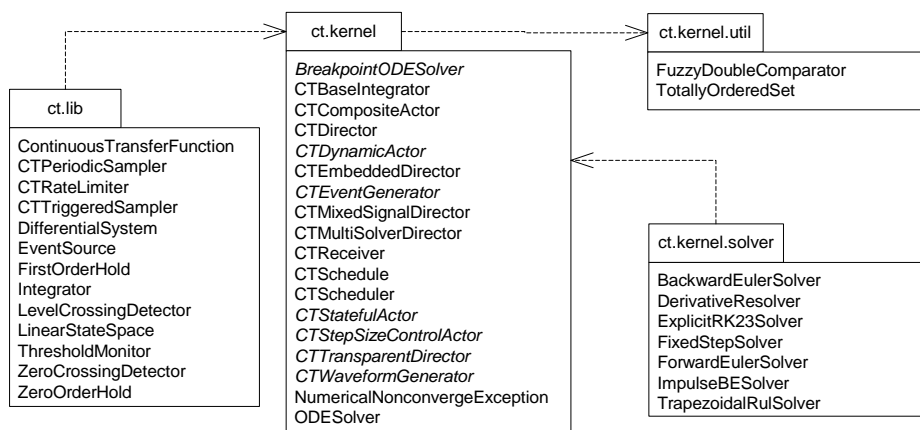 ct.kernel
BreakpointODESolver
CTBaseIntegrator
CTCompositeActor
CTDirector
CTDynamicActor
CTEmbeddedDirector
CTEventGenerator
CTMixedSignalDirector
CTMultiSolverDirector
CTReceiver
CTSchedule
CTScheduler
CTStatefulActor
CTStepSizeControlActor
CTTransparentDirector
CTWaveformGenerator
NumericalNonconvergeException
ODESolver
ct.kernel.util
FuzzyDoubleComparator
TotallyOrderedSet
ct.lib
ContinuousTransferFunction
CTPeriodicSampler
CTRateLimiter
CTTriggeredSampler
DifferentialSystem
EventSource
FirstOrderHold
Integrator
LevelCrossingDetector
LinearStateSpace
ThresholdMonitor
ZeroCrossingDetector
ZeroOrderHold
ct.kernel.solver
BackwardEulerSolver
DerivativeResolver
ExplicitRK23Solver
FixedStepSolver
ForwardEulerSolver
ImpulseBESolver
TrapezoidalRulSolver